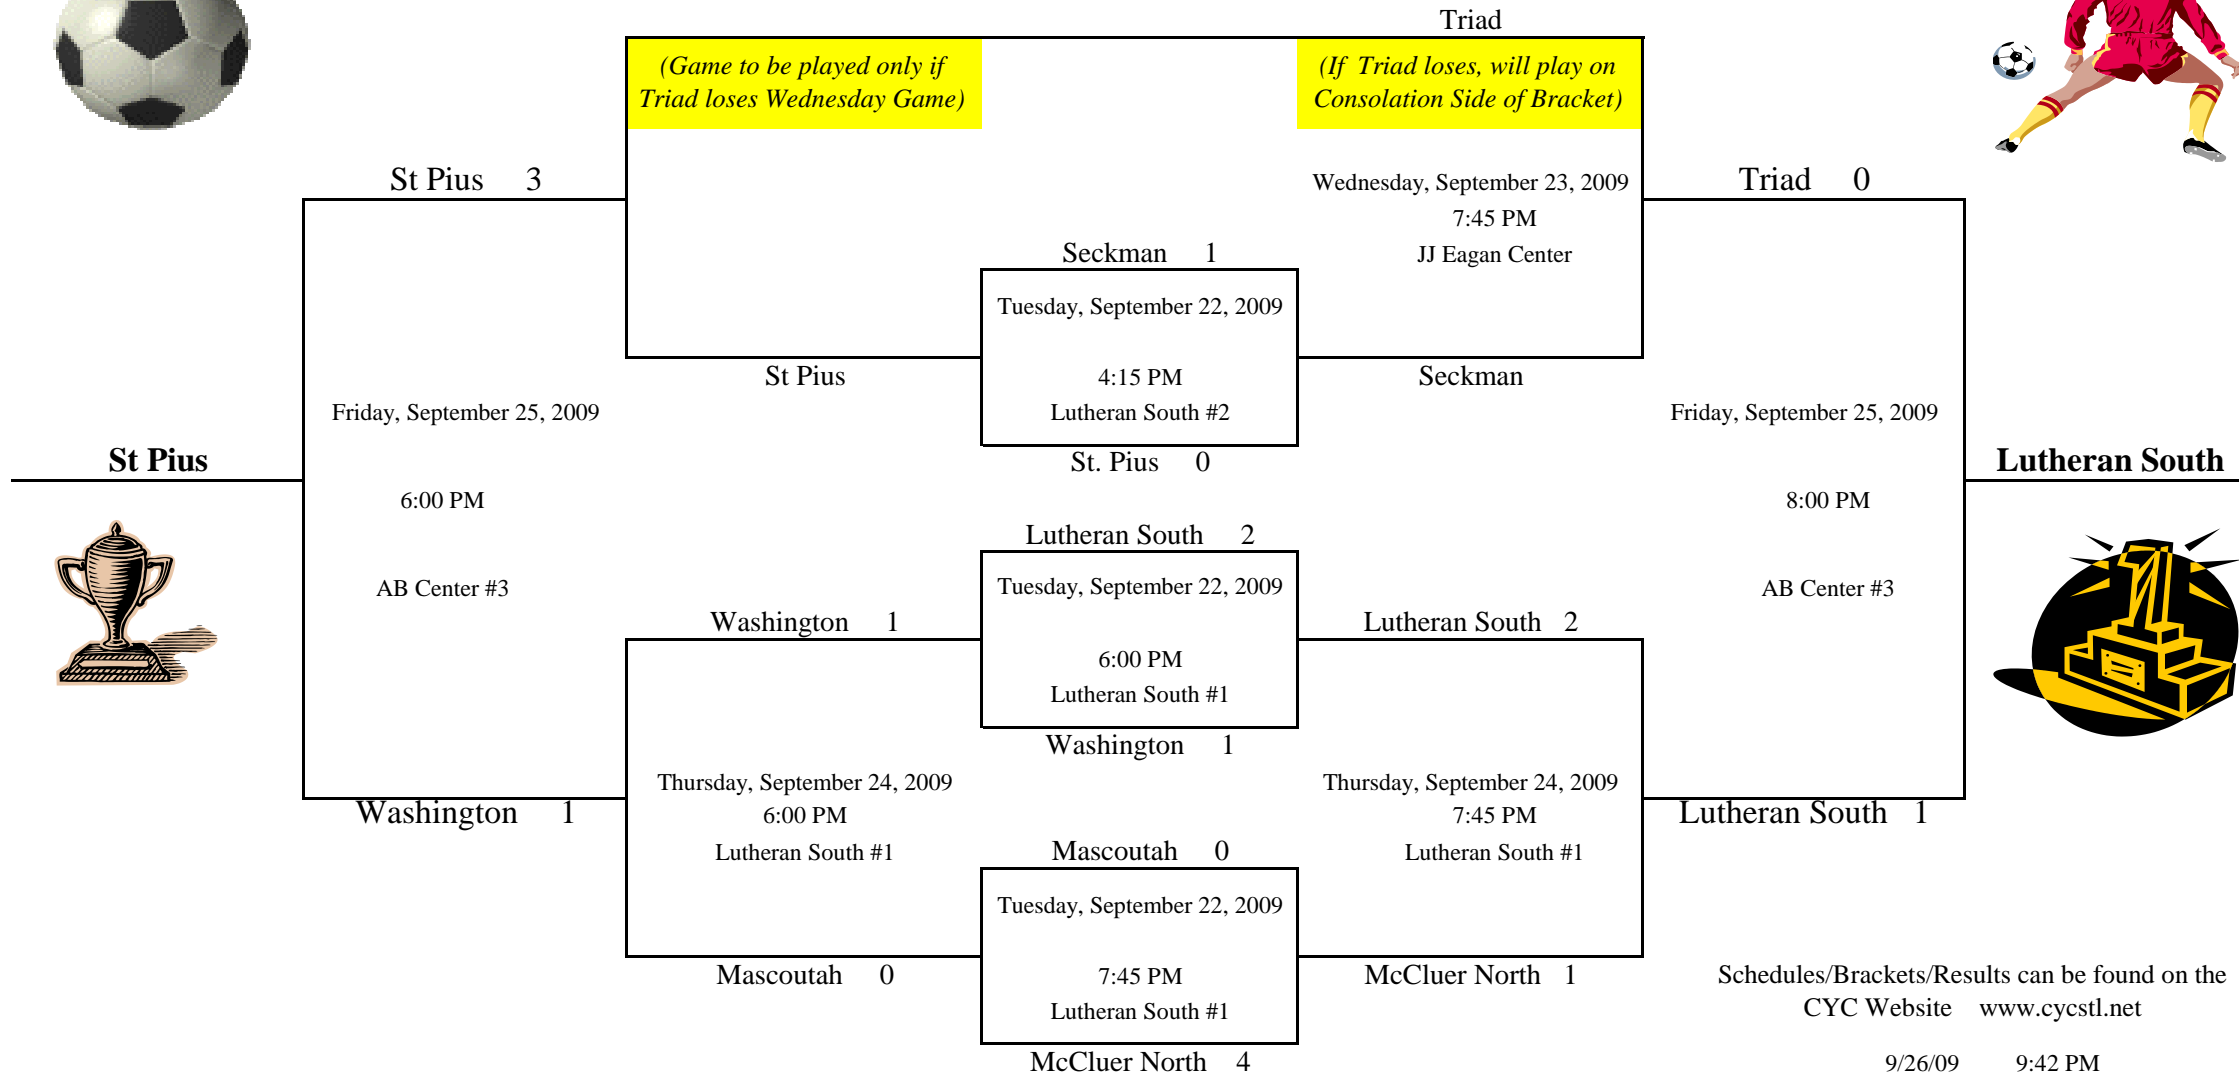 Triad
(Game to be played only if
Triad loses Wednesday Game)
(If Triad loses, will play on
Consolation Side of Bracket)
St Pius 3
Wednesday, September 23, 2009
7:45 PM
JJ Eagan Center
Triad 0
Seckman 1
Tuesday, September 22, 2009
4:15 PM
Lutheran South #2
St. Pius 0
St Pius
Seckman
Friday, September 25, 2009
6:00 PM
AB Center #3
St Pius
Friday, September 25, 2009
8:00 PM
AB Center #3
Lutheran South
Lutheran South 2
Tuesday, September 22, 2009
6:00 PM
Lutheran South #1
Washington 1
Washington 1
Lutheran South 2
Thursday, September 24, 2009
6:00 PM
Lutheran South #1
Thursday, September 24, 2009
7:45 PM
Lutheran South #1
Washington 1
Lutheran South 1
Mascoutah 0
Tuesday, September 22, 2009
7:45 PM
Lutheran South #1
McCluer North 4
Mascoutah 0
McCluer North 1
Schedules/Brackets/Results can be found on the
CYC Website www.cycstl.net
9/26/09 9:42 PM